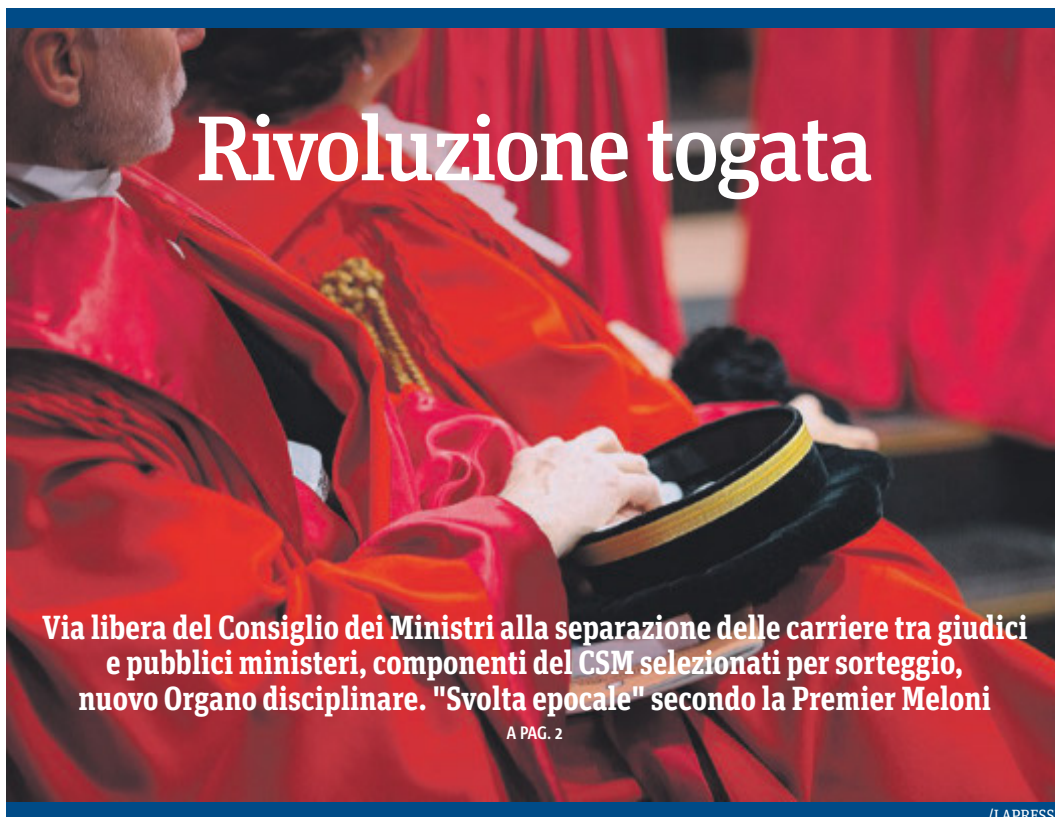 Rivoluzione togata
Via libera del Consiglio dei Ministri alla separazione delle carriere tra giudici
e pubblici ministeri, componenti del CSM selezionati per sorteggio,
nuovo Organo disciplinare. "Svolta epocale" secondo la Premier Meloni
A PAG. 2
/LAPRESS